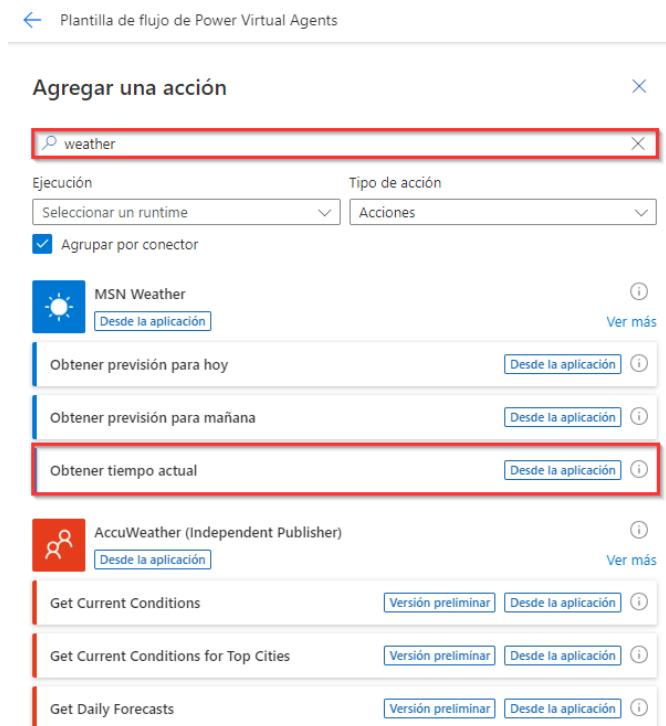 Plantilla de flujo de Power Virtual Agents
Agregar una acción
weather
Ejecución
Tipo de acción
Seleccionar un runtime
Acciones
Agrupar por conector
MSN Weather
Desde la aplicación
Ver más
Obtener previsión para hoy
Desde la aplicación
Obtener previsión para mañana
Desde la aplicación
Obtener tiempo actual
Desde la aplicación
AccuWeather (Independent Publisher)
Desde la aplicación
Ver más
Get Current Conditions
Versión preliminar
Desde la aplicación
Get Current Conditions for Top Cities
Versión preliminar
Desde la aplicación
Get Daily Forecasts
Versión preliminar
Desde la aplicación